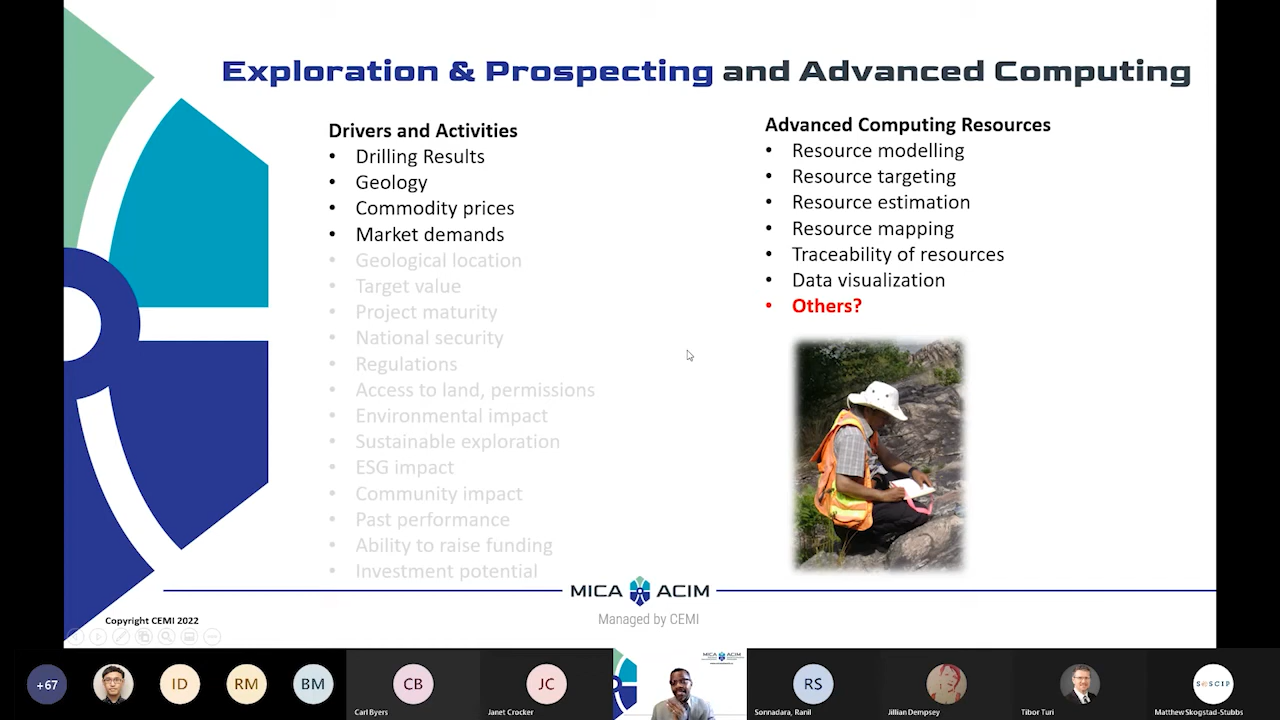 Exploration & Prospecting and Advanced Computing
Drivers and Activities
• Drilling Results
• Geology
• Commodity prices
• Market demands
• Geological location
• Target value
• Project maturity
• National security
• Regulations
• Access to land, permissions
• Environmental impact
• Sustainable exploration
• ESG impact
• Community impact
• Past performance
• Ability to raise funding
• Investment potential
Advanced Computing Resources
• Resource modelling
• Resource targeting
• Resource estimation
• Resource mapping
• Traceability of resources
• Data visualization
• Others?
MICA ACIM
Managed by CEMI
Copyright CEMI 2022
+67
ID
RM
BM
CB
Carl Byers
JC
Janet Crocker
MICA ACIM
RS
Sonnadara, Ranil
Jillian Dempsey
Tibor Turi
SOSCIP
Matthew Skogstad-Stubbs